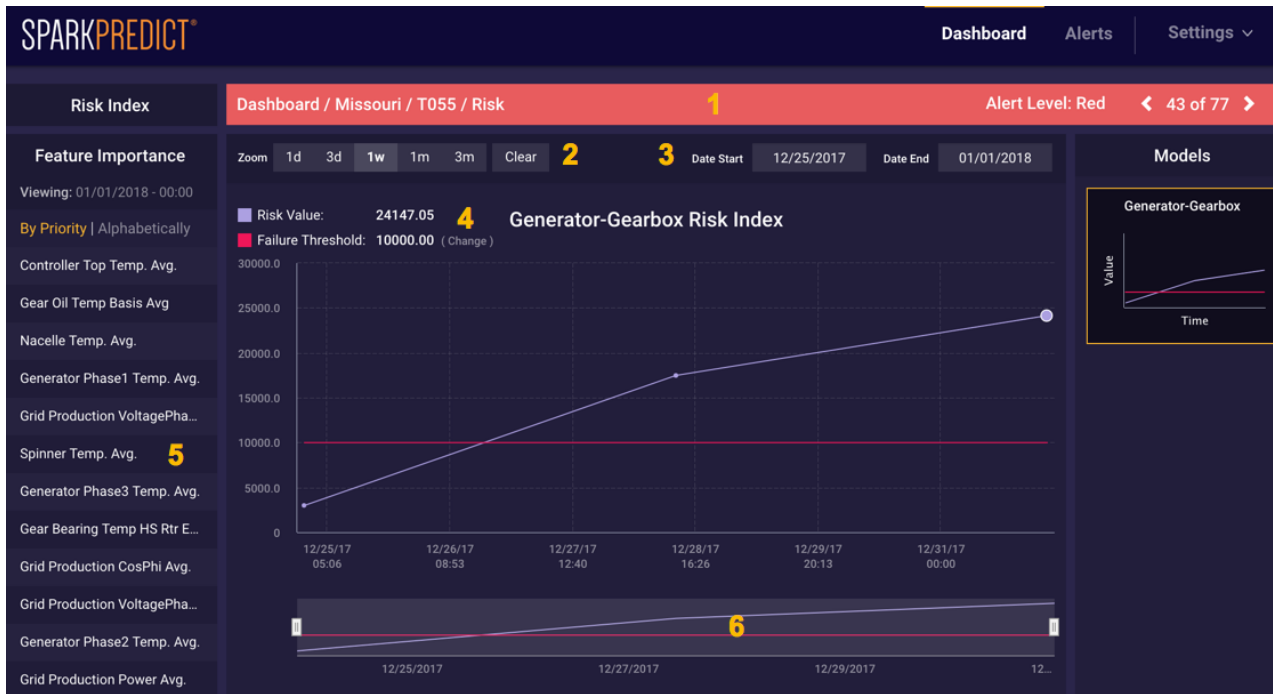 SPARKPREDICT®
Dashboard
Alerts
Settings
Risk Index
Dashboard / Missouri / T055 / Risk
1
Alert Level: Red
43 of 77
Feature Importance
Viewing: 01/01/2018 - 00:00
By Priority | Alphabetically
Controller Top Temp. Avg.
Gear Oil Temp Basis Avg
Nacelle Temp. Avg.
Generator Phase1 Temp. Avg.
Grid Production VoltagePha...
Spinner Temp. Avg.
5
Generator Phase3 Temp. Avg.
Gear Bearing Temp HS Rtr E...
Grid Production CosPhi Avg.
Grid Production VoltagePha...
Generator Phase2 Temp. Avg.
Grid Production Power Avg.
Zoom 1d 3d 1w 1m 3m Clear
2
3
Date Start 12/25/2017 Date End 01/01/2018
Risk Value: 24147.05
4
Failure Threshold: 10000.00 (Change)
Generator-Gearbox Risk Index
30000.0
25000.0
20000.0
15000.0
10000.0
5000.0
0
12/25/17 12/26/17 12/27/17 12/28/17 12/29/17 12/31/17
05:06 08:53 12:40 16:26 20:13 00:00
6
12/25/2017 12/27/2017 12/29/2017 12...
Models
Generator-Gearbox
Value
Time